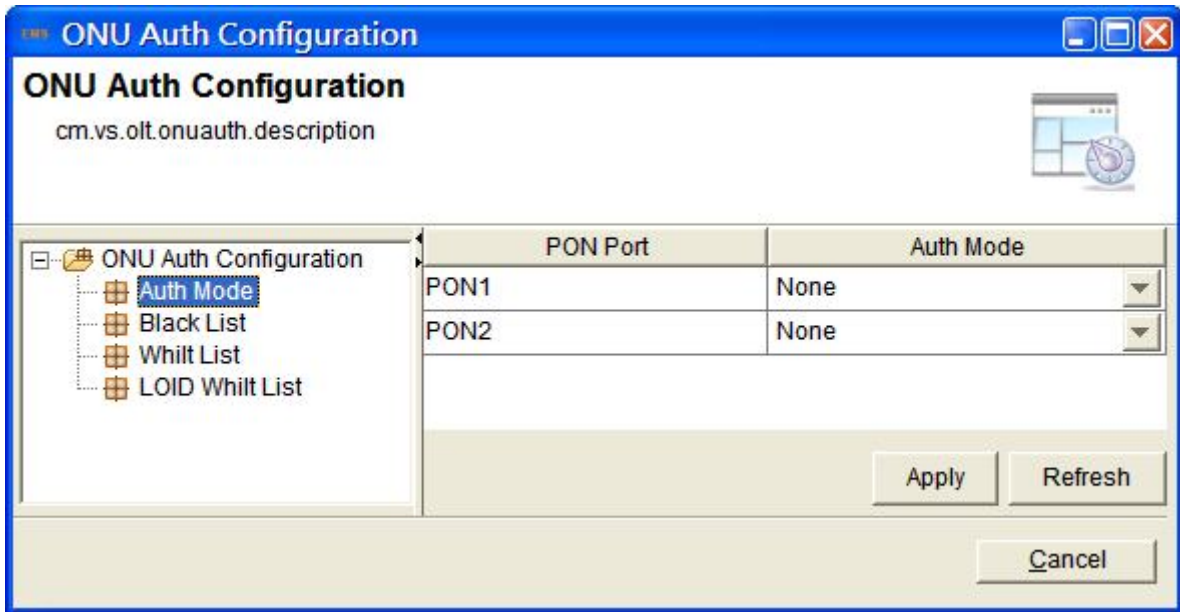 CMS ONU Auth Configuration
ONU Auth Configuration
cm.vs.olt.onuauth.description
ONU Auth Configuration
Auth Mode
Black List
Whilt List
LOID Whilt List
PON Port Auth Mode
PON1 None
PON2 None
Apply Refresh
Cancel